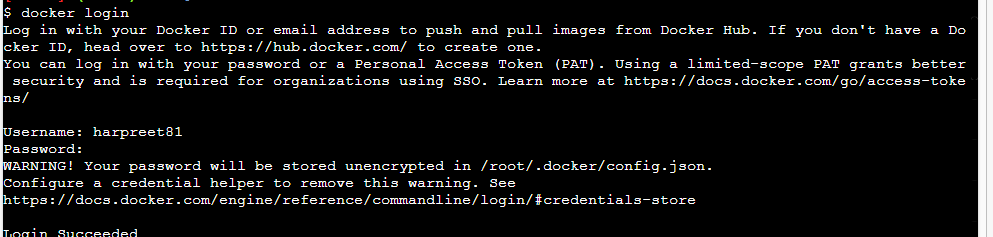 $ docker login
Log in with your Docker ID or email address to push and pull images from Docker Hub. If you don't have a Do
cker ID, head over to https://hub.docker.com/ to create one.
You can log in with your password or a Personal Access Token (PAT). Using a limited-scope PAT grants better
 security and is required for organizations using SSO. Learn more at https://docs.docker.com/go/access-toke
ns/
Username: harpreet81
Password:
WARNING! Your password will be stored unencrypted in /root/.docker/config.json.
Configure a credential helper to remove this warning. See
https://docs.docker.com/engine/reference/commandline/login/#credentials-store
Login Succeeded